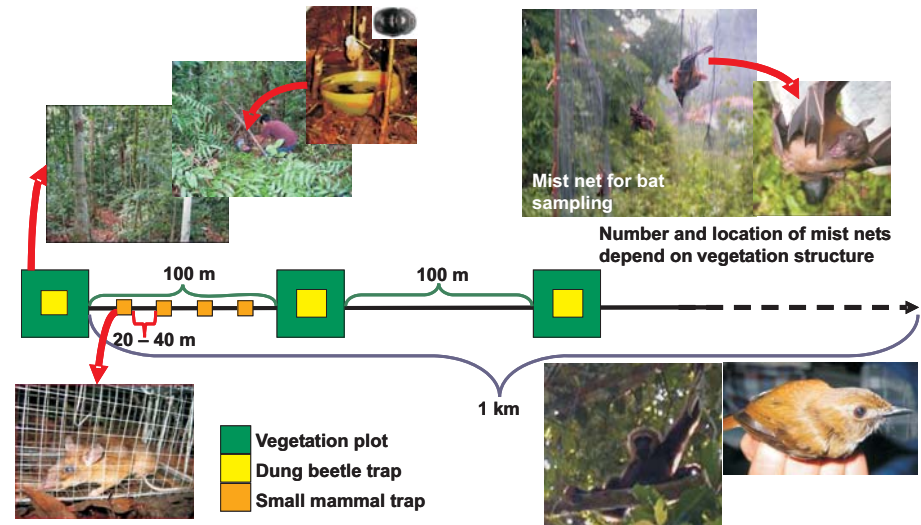 Mist net for bat
sampling
Number and location of mist nets
depend on vegetation structure
100 m
100 m
20 – 40 m
1 km
Vegetation plot
Dung beetle trap
Small mammal trap